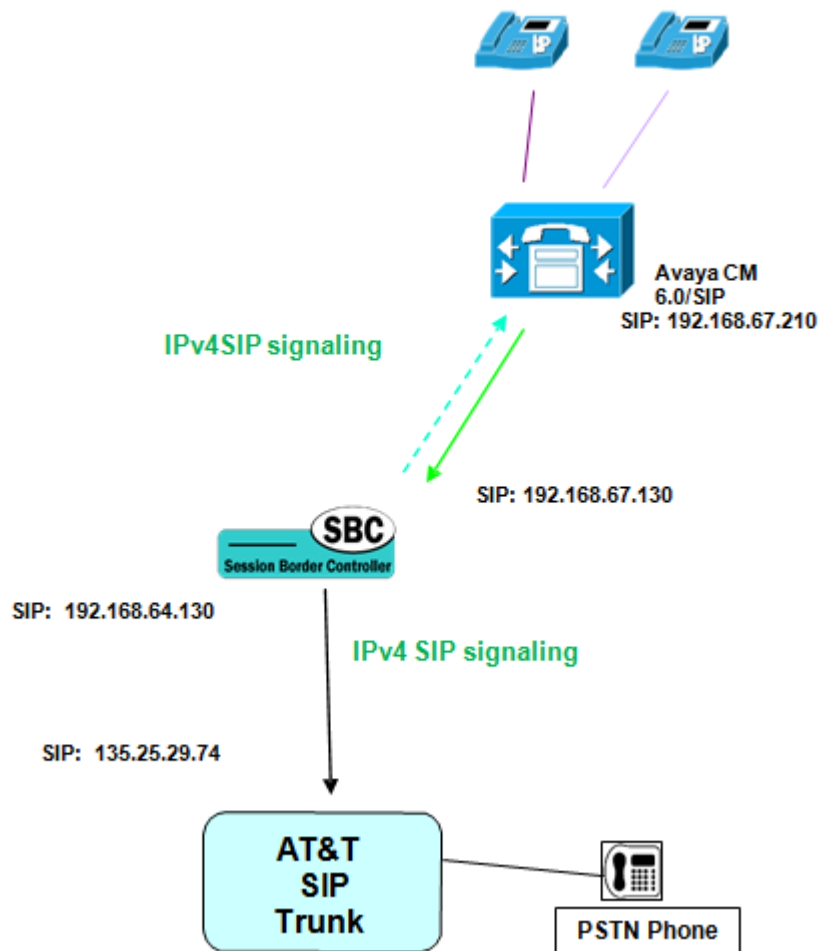 IP
IP
Avaya CM
6.0/SIP
SIP: 192.168.67.210
IPv4SIP signaling
SIP: 192.168.67.130
SBC
Session Border Controller
SIP: 192.168.64.130
IPv4 SIP signaling
SIP: 135.25.29.74
AT&T
SIP
Trunk
PSTN Phone